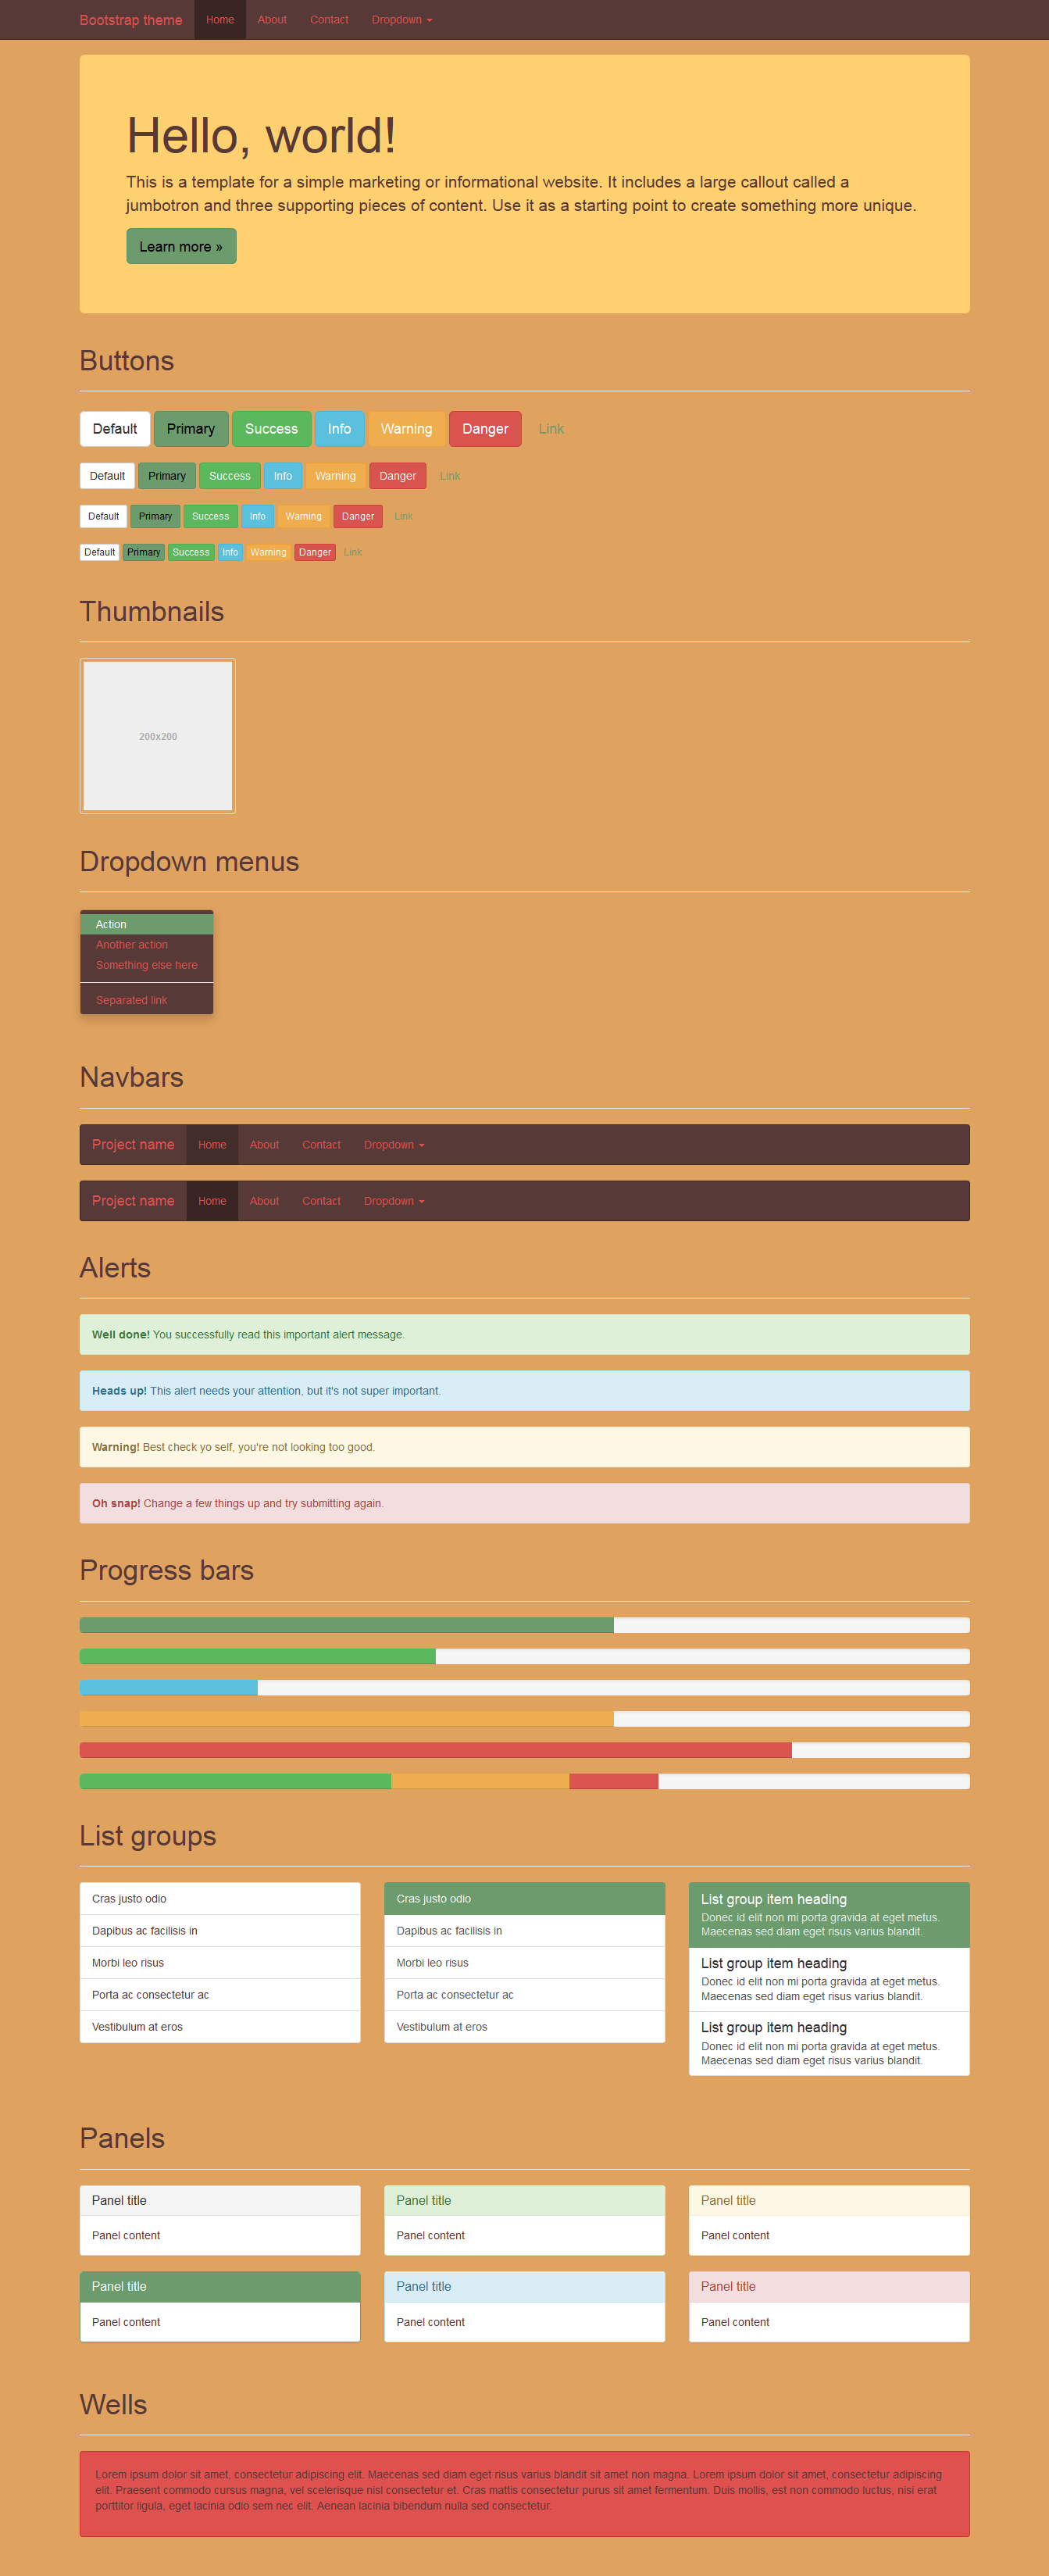 Bootstrap theme Home About Contact Dropdown
Hello, world!
This is a template for a simple marketing or informational website. It includes a large callout called a
jumbotron and three supporting pieces of content. Use it as a starting point to create something more unique.
Learn more »
Buttons
Default Primary Success Info Warning Danger Link
Default Primary Success Info Warning Danger Link
Default Primary Success Info Warning Danger Link
Default Primary Success Info Warning Danger Link
Thumbnails
200x200
Dropdown menus
Action
Another action
Something else here
Separated link
Navbars
Project name Home About Contact Dropdown
Project name Home About Contact Dropdown
Alerts
Well done! You successfully read this important alert message.
Heads up! This alert needs your attention, but it's not super important.
Warning! Best check yo self, you're not looking too good.
Oh snap! Change a few things up and try submitting again.
Progress bars
List groups
Cras justo odio
Dapibus ac facilisis in
Morbi leo risus
Porta ac consectetur ac
Vestibulum at eros
Cras justo odio
Dapibus ac facilisis in
Morbi leo risus
Porta ac consectetur ac
Vestibulum at eros
List group item heading
Donec id elit non mi porta gravida at eget metus.
Maecenas sed diam eget risus varius blandit.
List group item heading
Donec id elit non mi porta gravida at eget metus.
Maecenas sed diam eget risus varius blandit.
List group item heading
Donec id elit non mi porta gravida at eget metus.
Maecenas sed diam eget risus varius blandit.
Panels
Panel title
Panel content
Panel title
Panel content
Panel title
Panel content
Panel title
Panel content
Panel title
Panel content
Panel title
Panel content
Wells
Lorem ipsum dolor sit amet, consectetur adipiscing elit. Maecenas sed diam eget risus varius blandit sit amet non magna. Lorem ipsum dolor sit amet, consectetur adipiscing
elit. Praesent commodo cursus magna, vel scelerisque nisl consectetur et. Cras mattis consectetur purus sit amet fermentum. Duis mollis, est non commodo luctus, nisi erat
porttitor ligula, eget lacinia odio sem nec elit. Aenean lacinia bibendum nulla sed consectetur.